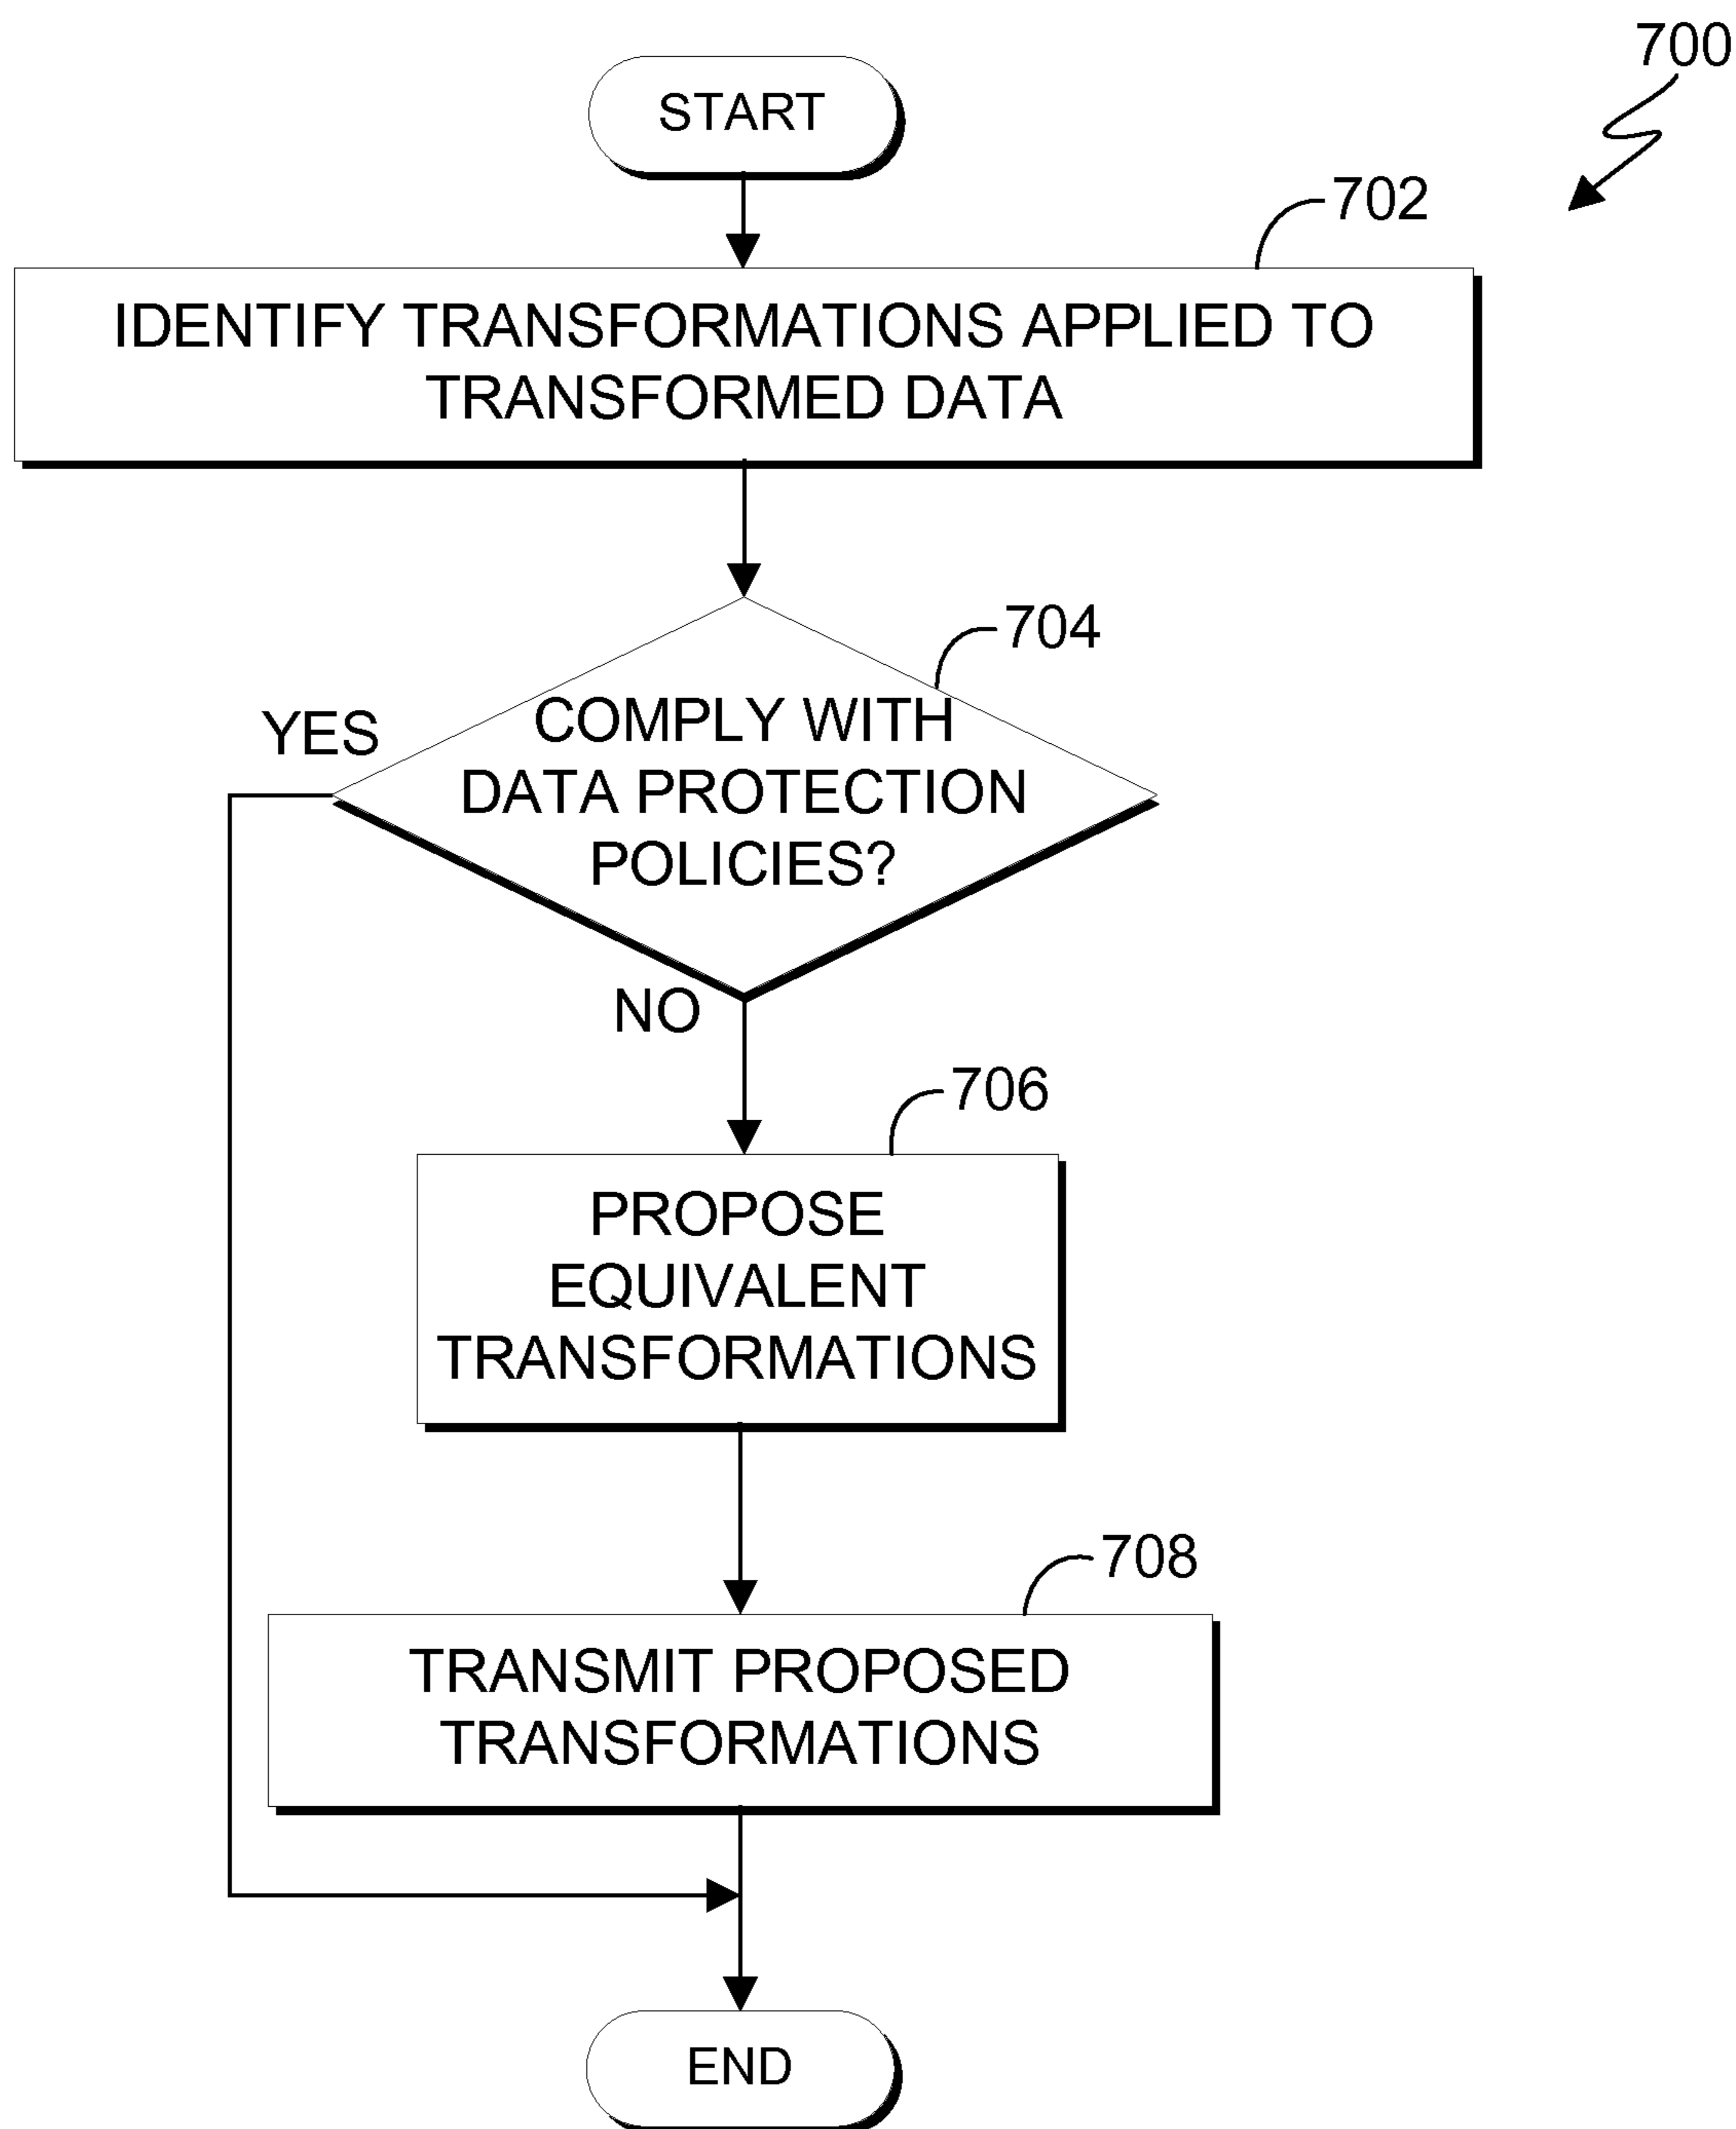 700
START
702
IDENTIFY TRANSFORMATIONS APPLIED TO
TRANSFORMED DATA
704
YES
COMPLY WITH
DATA PROTECTION
POLICIES?
NO
706
PROPOSE
EQUIVALENT
TRANSFORMATIONS
708
TRANSMIT PROPOSED
TRANSFORMATIONS
END